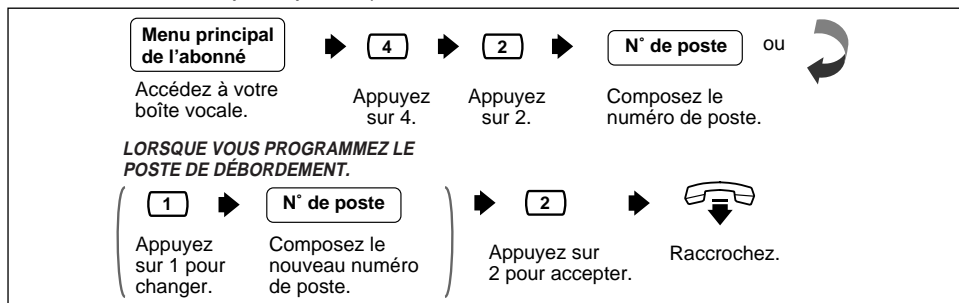 Menu principal
de l'abonné
4
2
N° de poste
ou
Accédez à votre
boîte vocale.
Appuyez
sur 4.
Appuyez
sur 2.
Composez le
numéro de poste.
LORSQUE VOUS PROGRAMMEZ LE
POSTE DE DÉBORDEMENT.
1
N° de poste
2
Appuyez
sur 1 pour
changer.
Composez le
nouveau numéro
de poste.
Appuyez sur
2 pour accepter.
Raccrochez.